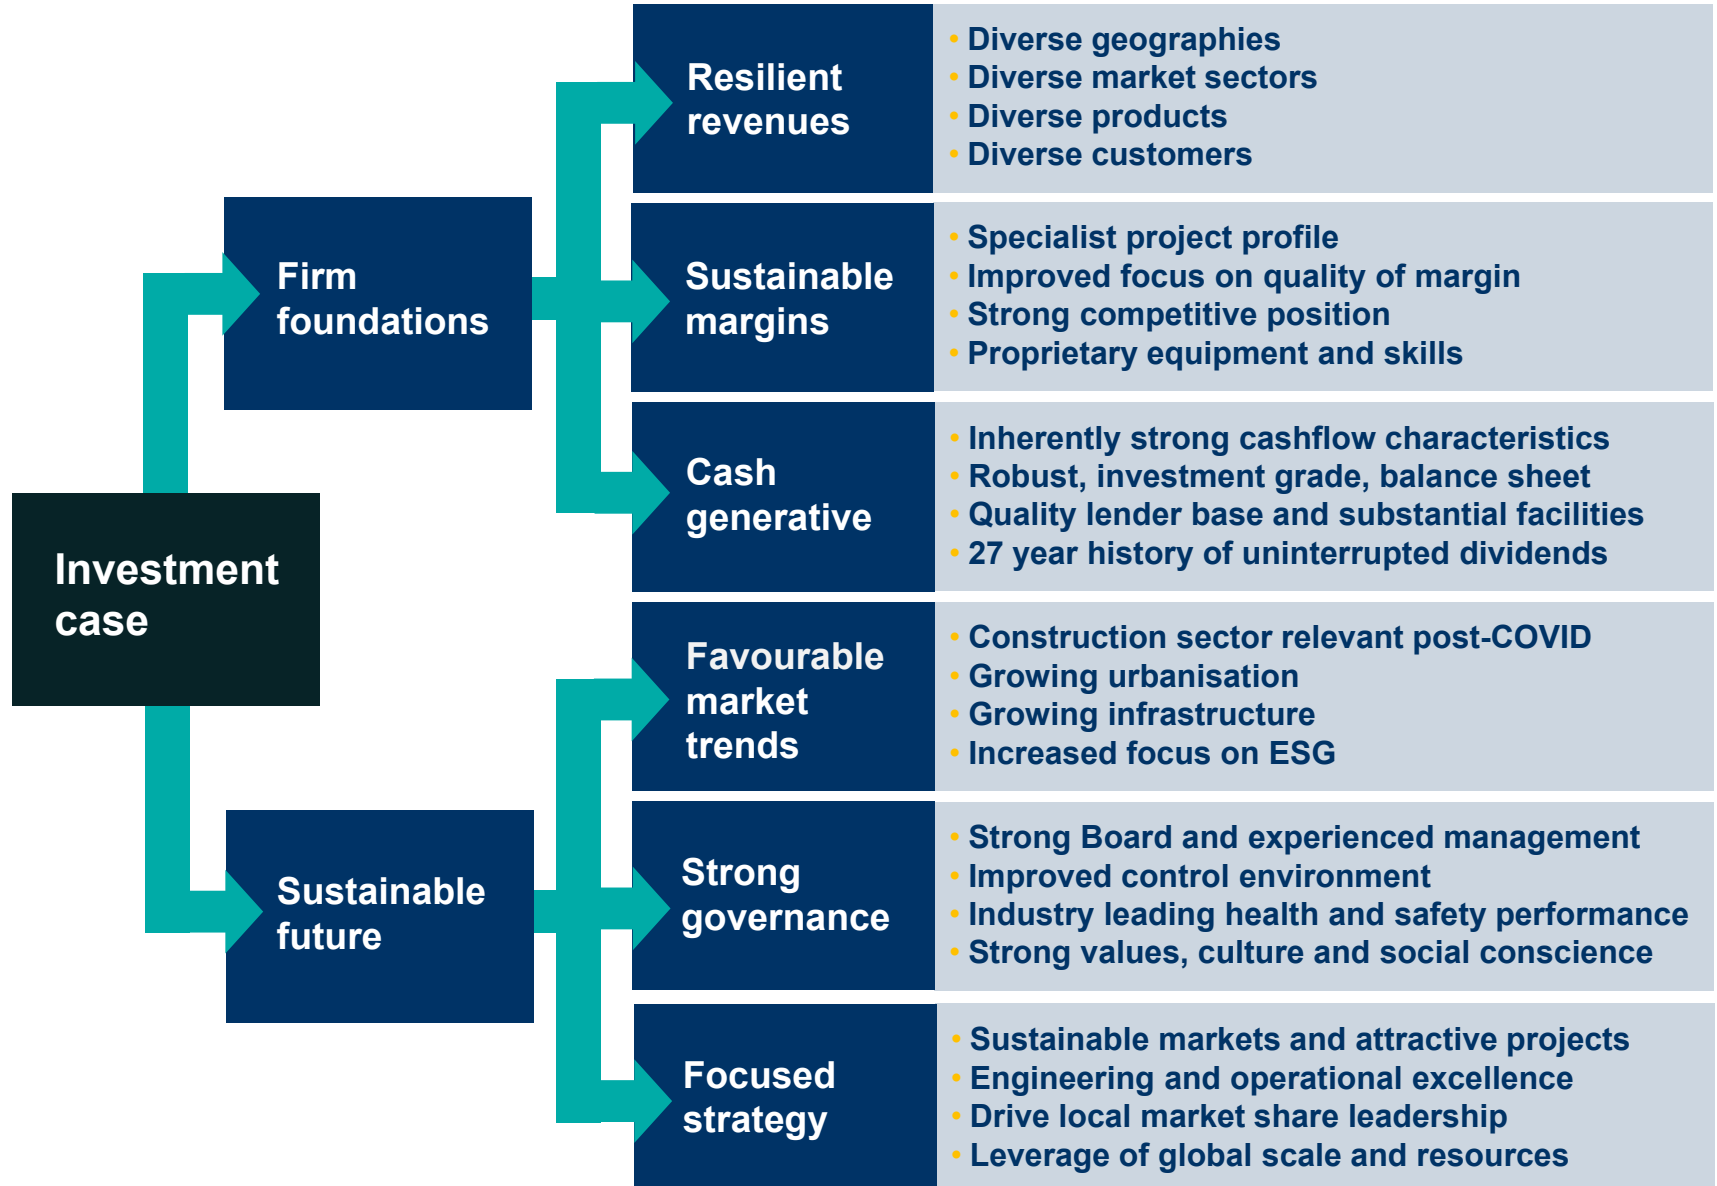 Investment
case
Firm
foundations
Resilient
revenues
• Diverse geographies
• Diverse market sectors
• Diverse products
• Diverse customers
Sustainable
margins
• Specialist project profile
• Improved focus on quality of margin
• Strong competitive position
• Proprietary equipment and skills
Cash
generative
• Inherently strong cashflow characteristics
• Robust, investment grade, balance sheet
• Quality lender base and substantial facilities
• 27 year history of uninterrupted dividends
Sustainable
future
Favourable
market
trends
• Construction sector relevant post-COVID
• Growing urbanisation
• Growing infrastructure
• Increased focus on ESG
Strong
governance
• Strong Board and experienced management
• Improved control environment
• Industry leading health and safety performance
• Strong values, culture and social conscience
Focused
strategy
• Sustainable markets and attractive projects
• Engineering and operational excellence
• Drive local market share leadership
• Leverage of global scale and resources